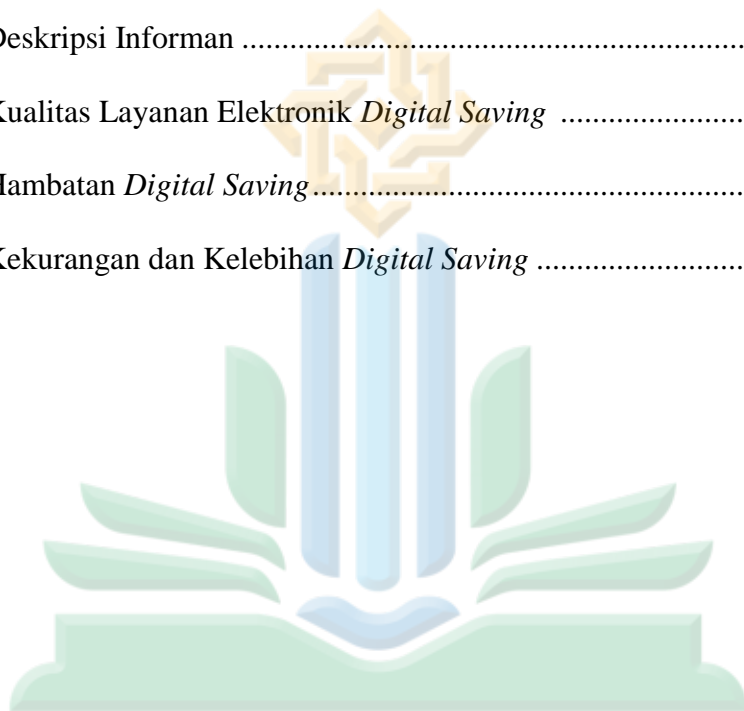 Deskripsi Informan ................................................................
Kualitas Layanan Elektronik Digital Saving ........................
Hambatan Digital Saving......................................................
Kekurangan dan Kelebihan Digital Saving ..........................